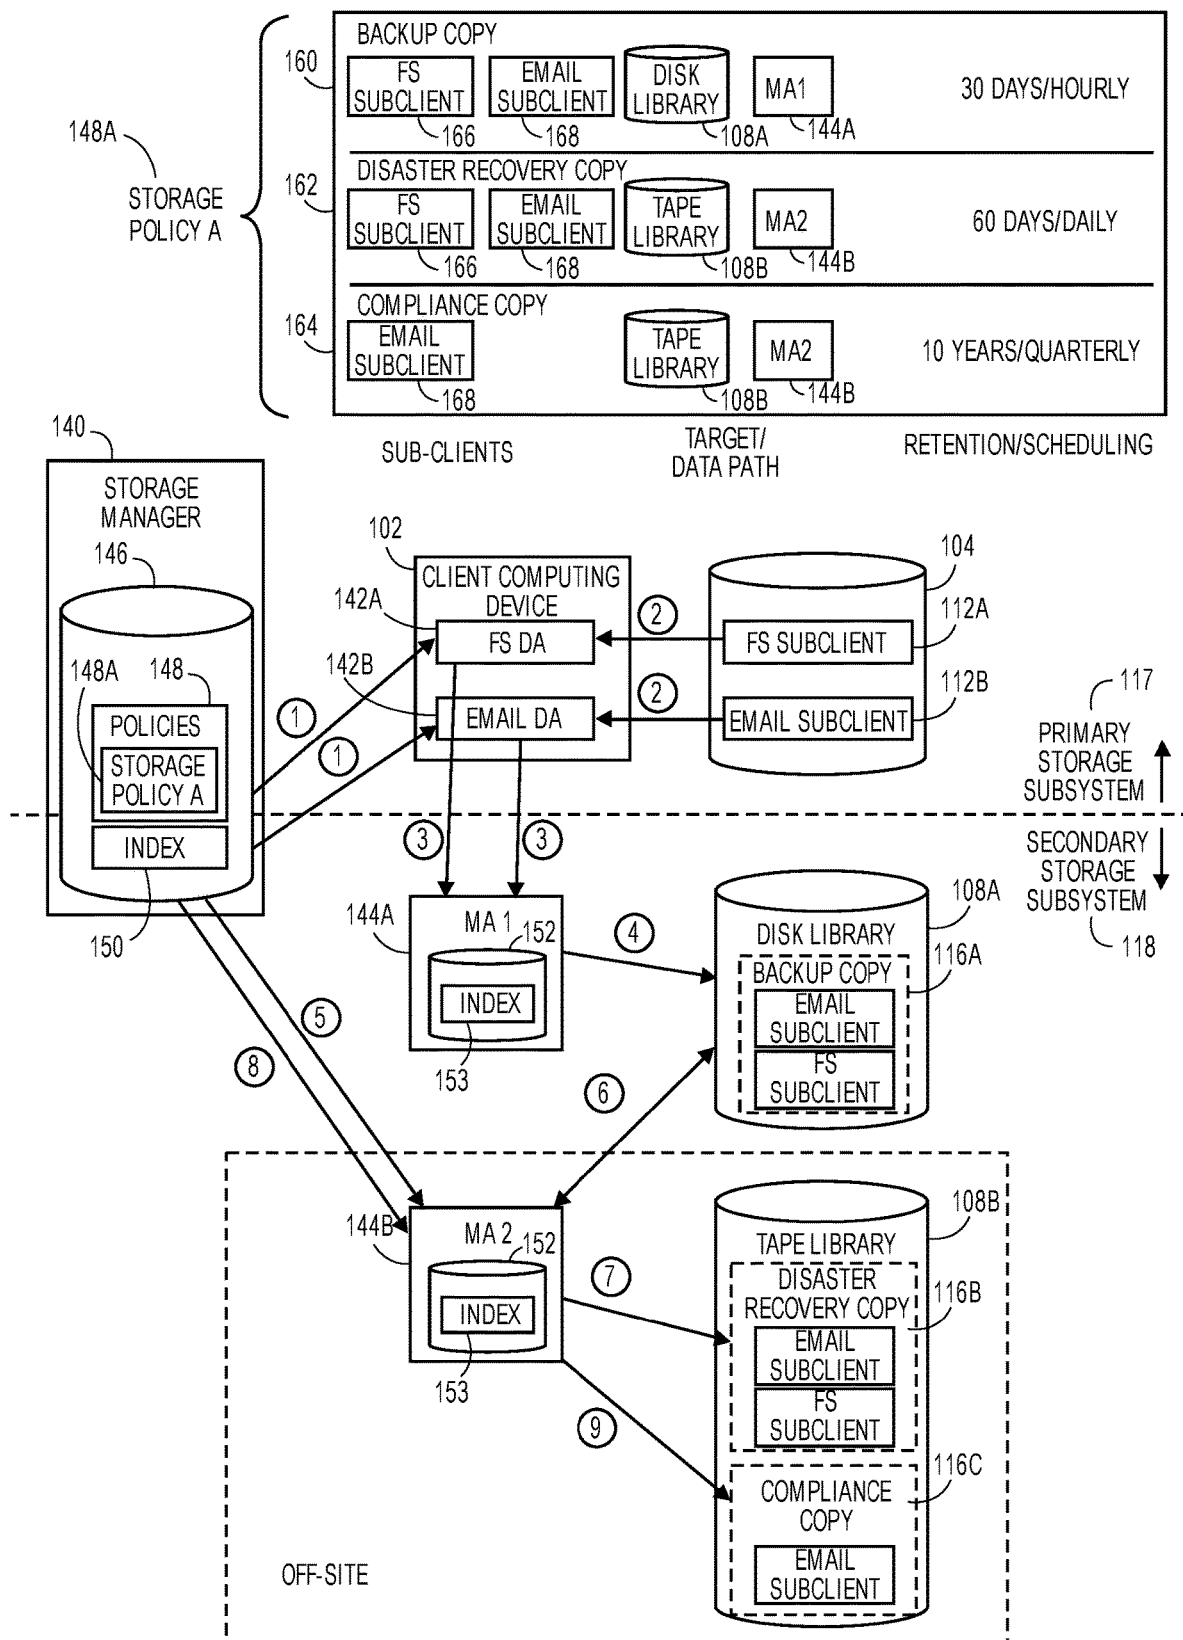 BACKUP COPY
160
FS
SUBCLIENT
166
EMAIL
SUBCLIENT
168
DISK
LIBRARY
108A
MA1
144A
30 DAYS/HOURLY
148A
STORAGE
POLICY A
DISASTER RECOVERY COPY
162
FS
SUBCLIENT
166
EMAIL
SUBCLIENT
168
TAPE
LIBRARY
108B
MA2
144B
60 DAYS/DAILY
COMPLIANCE COPY
164
EMAIL
SUBCLIENT
168
TAPE
LIBRARY
108B
MA2
144B
10 YEARS/QUARTERLY
SUB-CLIENTS
TARGET/
DATA PATH
RETENTION/SCHEDULING
140
STORAGE
MANAGER
146
148A
148
POLICIES
STORAGE
POLICY A
INDEX
150
1
1
102
CLIENT COMPUTING
DEVICE
142A
FS DA
142B
EMAIL DA
2
2
104
FS SUBCLIENT
112A
EMAIL SUBCLIENT
112B
117
PRIMARY
STORAGE
SUBSYSTEM
SECONDARY
STORAGE
SUBSYSTEM
118
3
3
144A
MA 1
152
INDEX
153
4
108A
DISK LIBRARY
116A
BACKUP COPY
EMAIL
SUBCLIENT
FS
SUBCLIENT
5
8
6
144B
MA 2
152
INDEX
153
7
9
108B
TAPE LIBRARY
DISASTER
RECOVERY COPY
116B
EMAIL
SUBCLIENT
FS
SUBCLIENT
116C
COMPLIANCE
COPY
EMAIL
SUBCLIENT
OFF-SITE